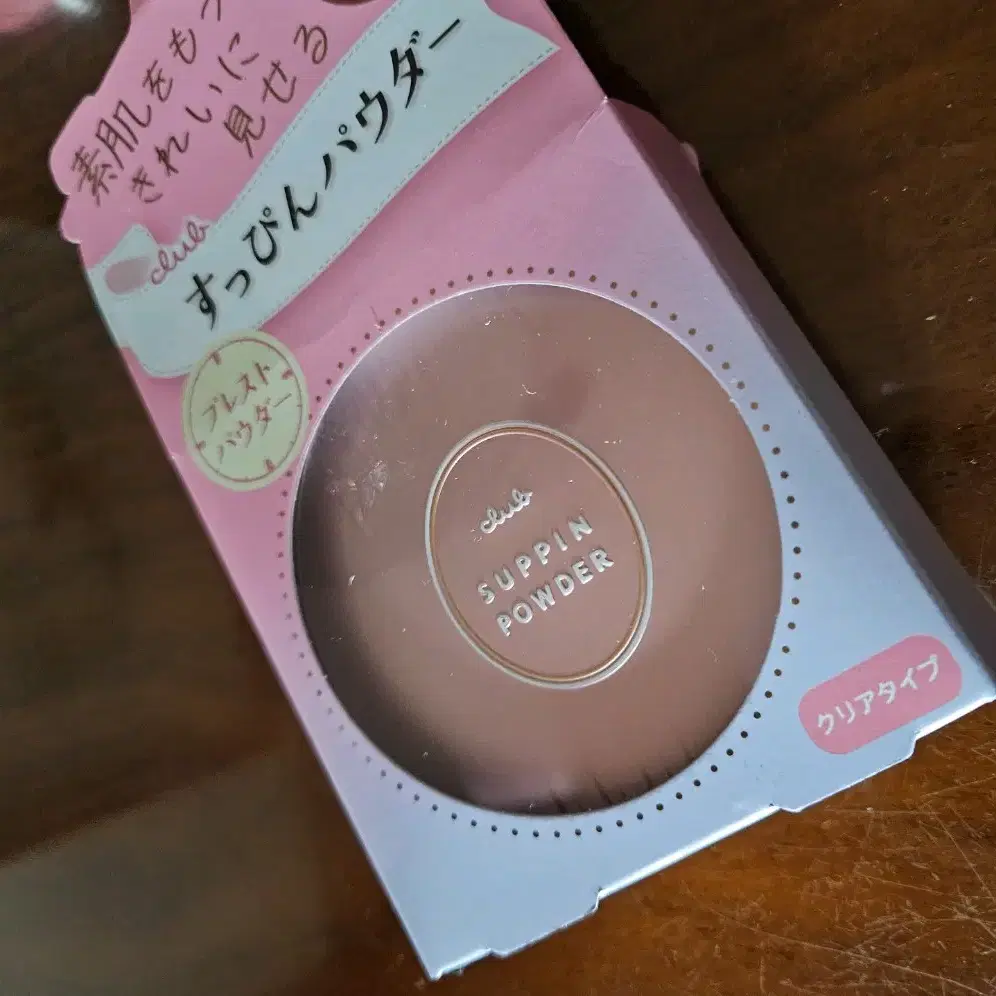 素肌をもっ
きれいに
見せる
club
すっぴんパウダー
プレスト
パウダー
club
SUPPIN
POWDER
クリアタイプ